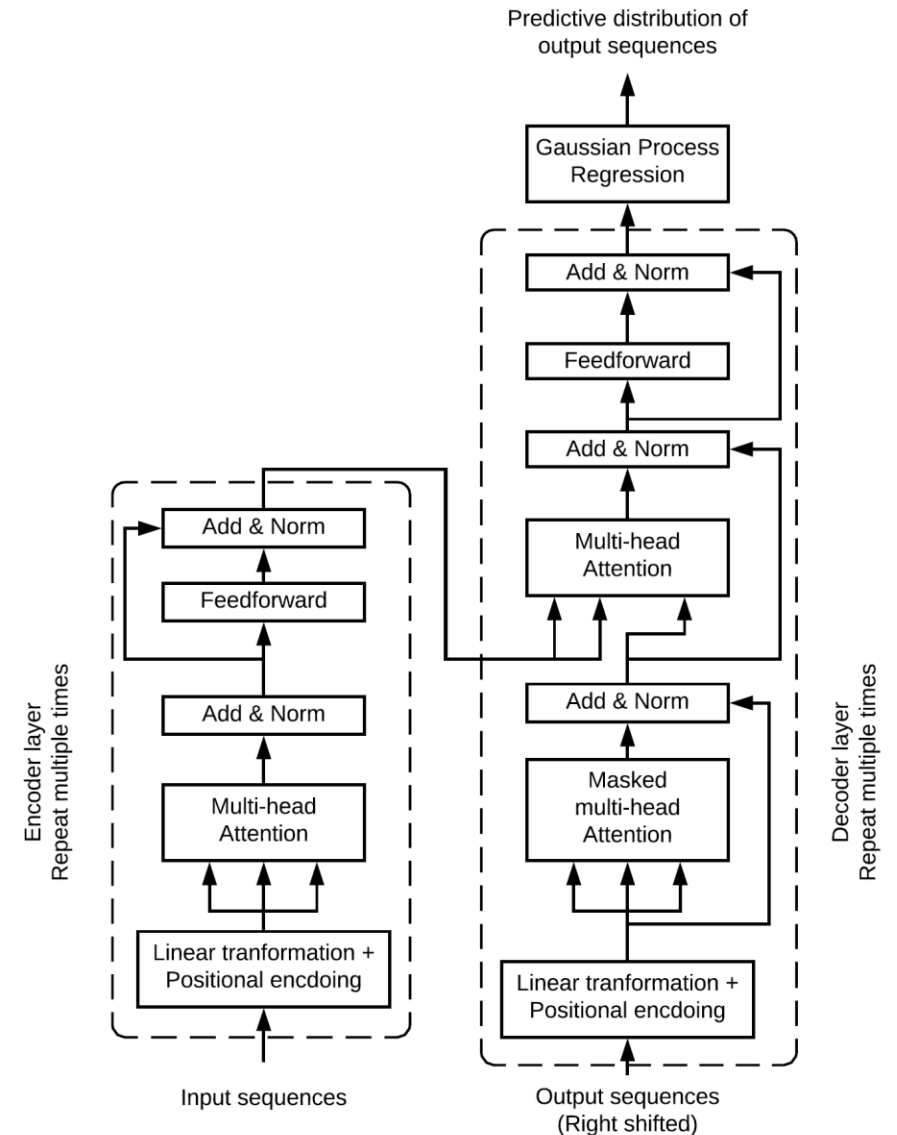 Predictive distribution of
output sequences
Gaussian Process
Regression
Add & Norm
Feedforward
Add & Norm
Multi-head
Attention
Add & Norm
Masked
multi-head
Attention
Linear tranformation +
Positional encdoing
Output sequences
(Right shifted)
Decoder layer
Repeat multiple times
Add & Norm
Feedforward
Add & Norm
Multi-head
Attention
Linear tranformation +
Positional encdoing
Input sequences
Encoder layer
Repeat multiple times